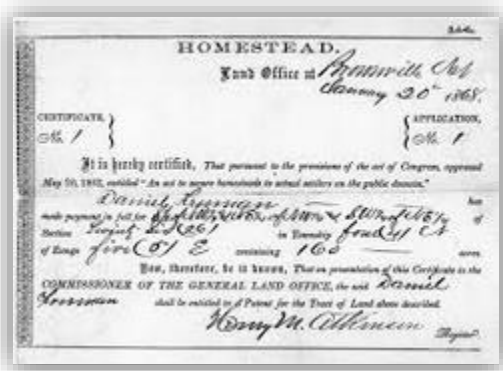 HOMESTEAD.
Land Office at Brownville Neb
January 20th 1868.
CERTIFICATE, No. 1 } { APPLICATION, No. 1
It is hereby certified, That pursuant to the provisions of the act of Congress, approved
May 20, 1862, entitled "An act to secure homesteads to actual settlers on the public domain."
Daniel Freeman has
made payment in full for of
Section (26) in Township four (4) N
of Range five (5) E containing 160 acres
Now, therefore, be it known, That on presentation of this Certificate to the
COMMISSIONER OF THE GENERAL LAND OFFICE, the said Daniel
Freeman shall be entitled to a Patent for the Tract of Land above described.
Henry M. Atkinson
Register.